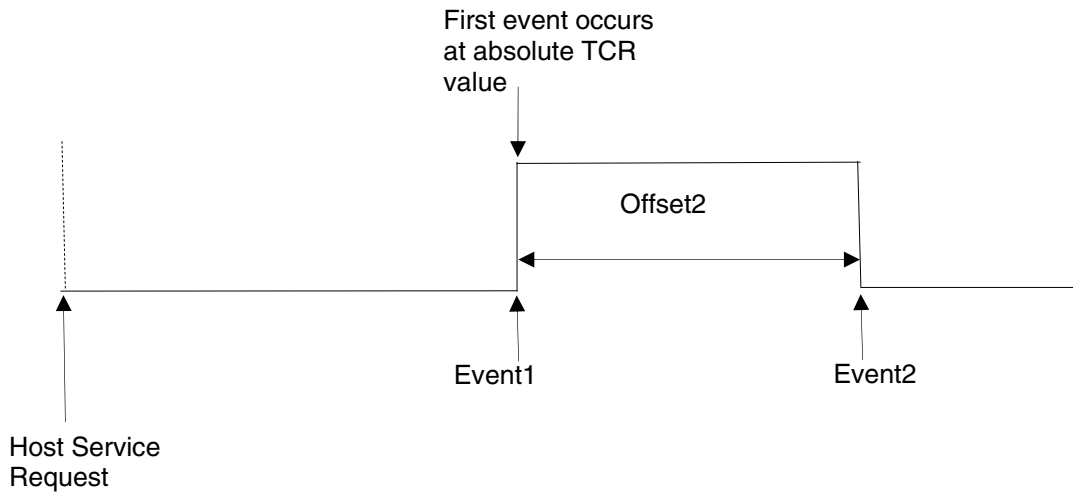 First event occurs
at absolute TCR
value
Offset2
Event1
Event2
Host Service
Request